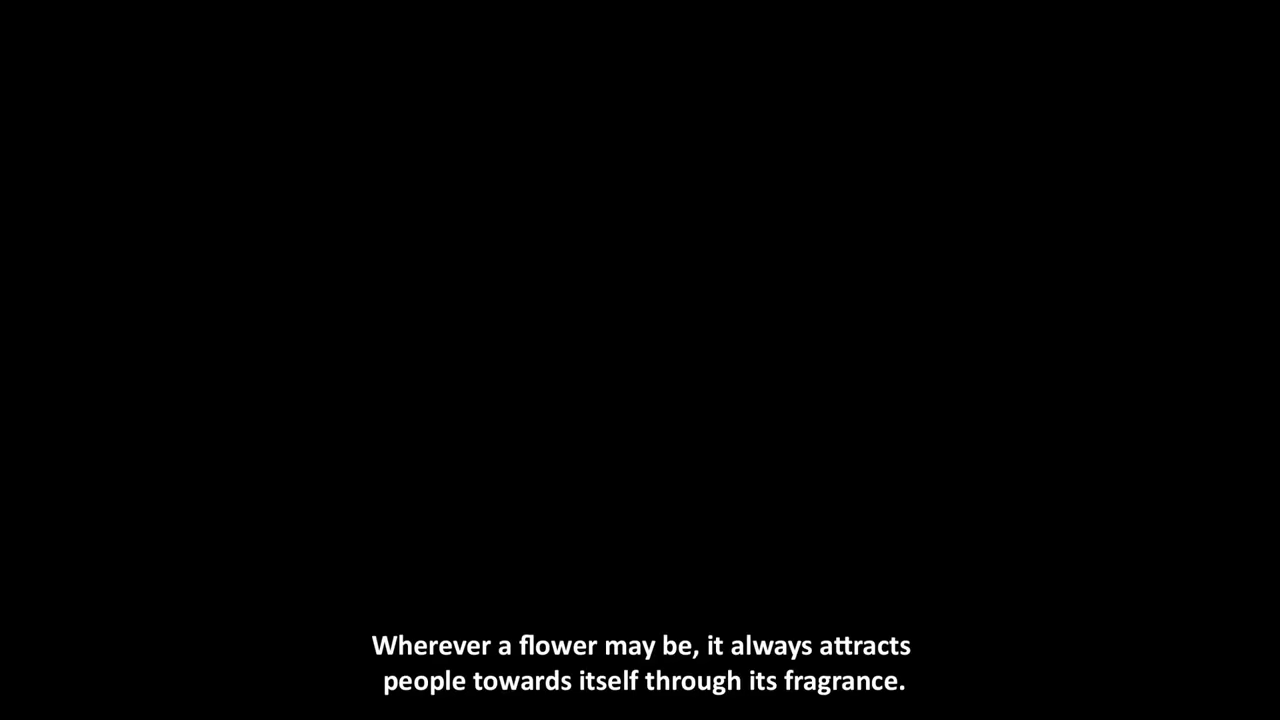 Wherever a flower may be, it always attracts
people towards itself through its fragrance.